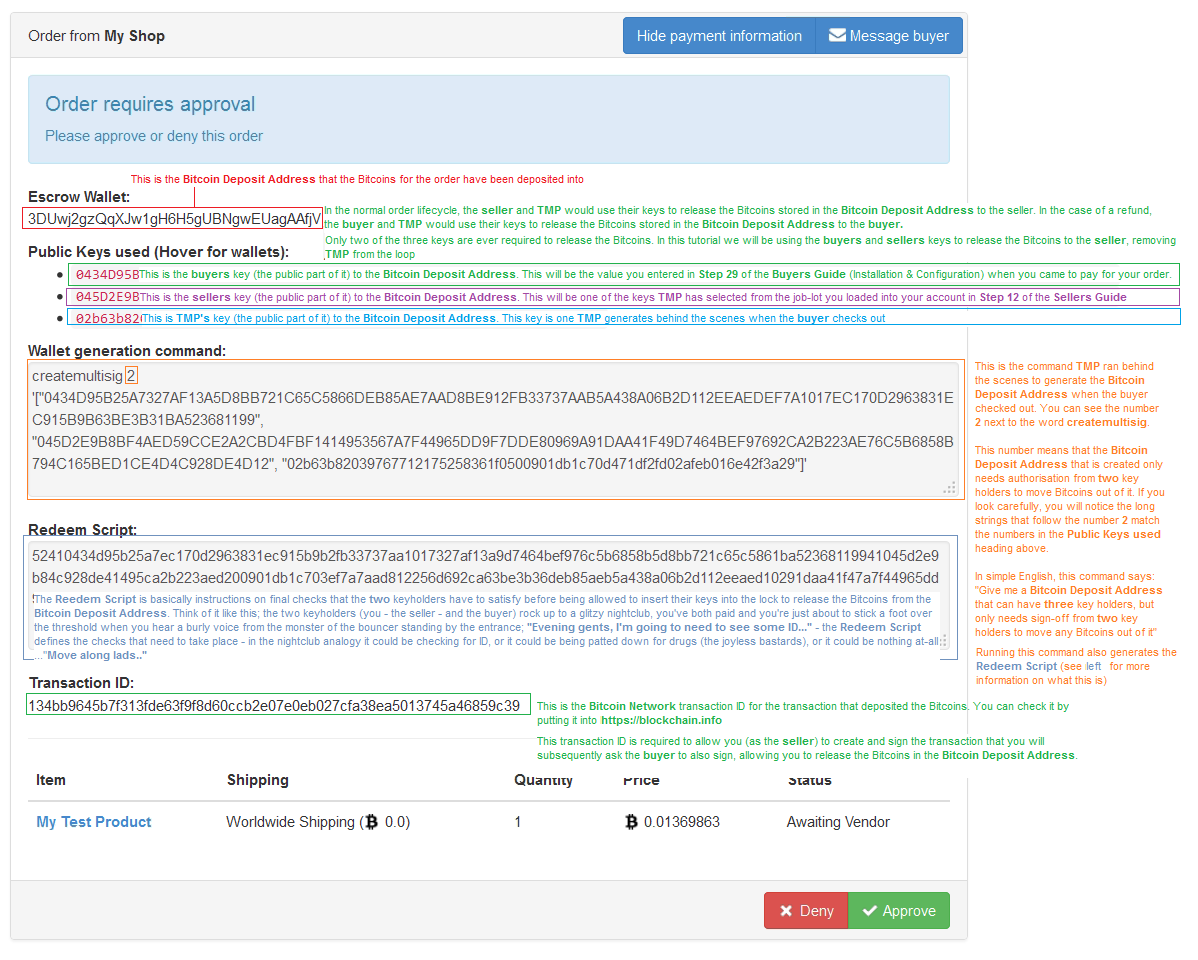 Order from My Shop
Hide payment information
Message buyer
Order requires approval
Please approve or deny this order
This is the Bitcoin Deposit Address that the Bitcoins for the order have been deposited into
Escrow Wallet:
3DUwj2gzQqXJw1gH6H5gUBNgwEUagAAfjV
In the normal order lifecycle, the seller and TMP would use their keys to release the Bitcoins stored in the Bitcoin Deposit Address to the seller. In the case of a refund,
the buyer and TMP would use their keys to release the Bitcoins stored in the Bitcoin Deposit Address to the buyer.
Only two of the three keys are ever required to release the Bitcoins. In this tutorial we will be using the buyers and sellers keys to release the Bitcoins to the seller, removing
TMP from the loop
Public Keys used (Hover for wallets):
0434D95B
This is the buyers key (the public part of it) to the Bitcoin Deposit Address. This will be the value you entered in Step 29 of the Buyers Guide (Installation & Configuration) when you came to pay for your order.
045D2E9B
This is the sellers key (the public part of it) to the Bitcoin Deposit Address. This will be one of the keys TMP has selected from the job-lot you loaded into your account in Step 12 of the Sellers Guide
02b63b820
This is TMP's key (the public part of it) to the Bitcoin Deposit Address. This key is one TMP generates behind the scenes when the buyer checks out
Wallet generation command:
createmultisig 2
'["0434D95B25A7327AF13A5D8BB721C65C5866DEB85AE7AAD8BE912FB33737AAB5A438A06B2D112EEAEDEF7A1017EC170D2963831E
C915B9B63BE3B31BA523681199",
"045D2E9B8BF4AED59CCE2A2CBD4FBF1414953567A7F44965DD9F7DDE80969A91DAA41F49D7464BEF97692CA2B223AE76C5B6858B
794C165BED1CE4D4C928DE4D12", "02b63b82039767712175258361f0500901db1c70d471df2fd02afeb016e42f3a29"]'
This is the command TMP ran behind
the scenes to generate the Bitcoin
Deposit Address when the buyer
checked out. You can see the number
2 next to the word createmultisig.
This number means that the Bitcoin
Deposit Address that is created only
needs authorisation from two key
holders to move Bitcoins out of it. If you
look carefully, you will notice the long
strings that follow the number 2 match
the numbers in the Public Keys used
heading above.
In simple English, this command says:
"Give me a Bitcoin Deposit Address
that can have three key holders, but
only needs sign-off from two key
holders to move any Bitcoins out of it"
Running this command also generates the
Redeem Script (see left for more
information on what this is)
Redeem Script:
52410434d95b25a7ec170d2963831ec915b9b2fb33737aa1017327af13a9d7464bef976c5b6858b5d8bb721c65c5861ba52368119941045d2e9
b84c928de41495ca2b223aed200901db1c703ef7a7aad812256d692ca63be3b36deb85aeb5a438a06b2d112eeaed10291daa41f47a7f44965dd
The Reedem Script is basically instructions on final checks that the two keyholders have to satisfy before being allowed to insert their keys into the lock to release the Bitcoins from the
Bitcoin Deposit Address. Think of it like this; the two keyholders (you - the seller - and the buyer) rock up to a glitzy nightclub, you've both paid and you're just about to stick a foot over
the threshold when you hear a burly voice from the monster of the bouncer standing by the entrance; "Evening gents, I'm going to need to see some ID..." - the Redeem Script
defines the checks that need to take place - in the nightclub analogy it could be checking for ID, or it could be being patted down for drugs (the joyless bastards), or it could be nothing at-all:
..."Move along lads.."
Transaction ID:
134bb9645b7f313fde63f9f8d60ccb2e07e0eb027cfa38ea5013745a46859c39
This is the Bitcoin Network transaction ID for the transaction that deposited the Bitcoins. You can check it by
putting it into https://blockchain.info
This transaction ID is required to allow you (as the seller) to create and sign the transaction that you will
subsequently ask the buyer to also sign, allowing you to release the Bitcoins in the Bitcoin Deposit Address.
Item Shipping Quantity Price Status
My Test Product Worldwide Shipping (₿ 0.0) 1 ₿ 0.01369863 Awaiting Vendor
Deny
Approve